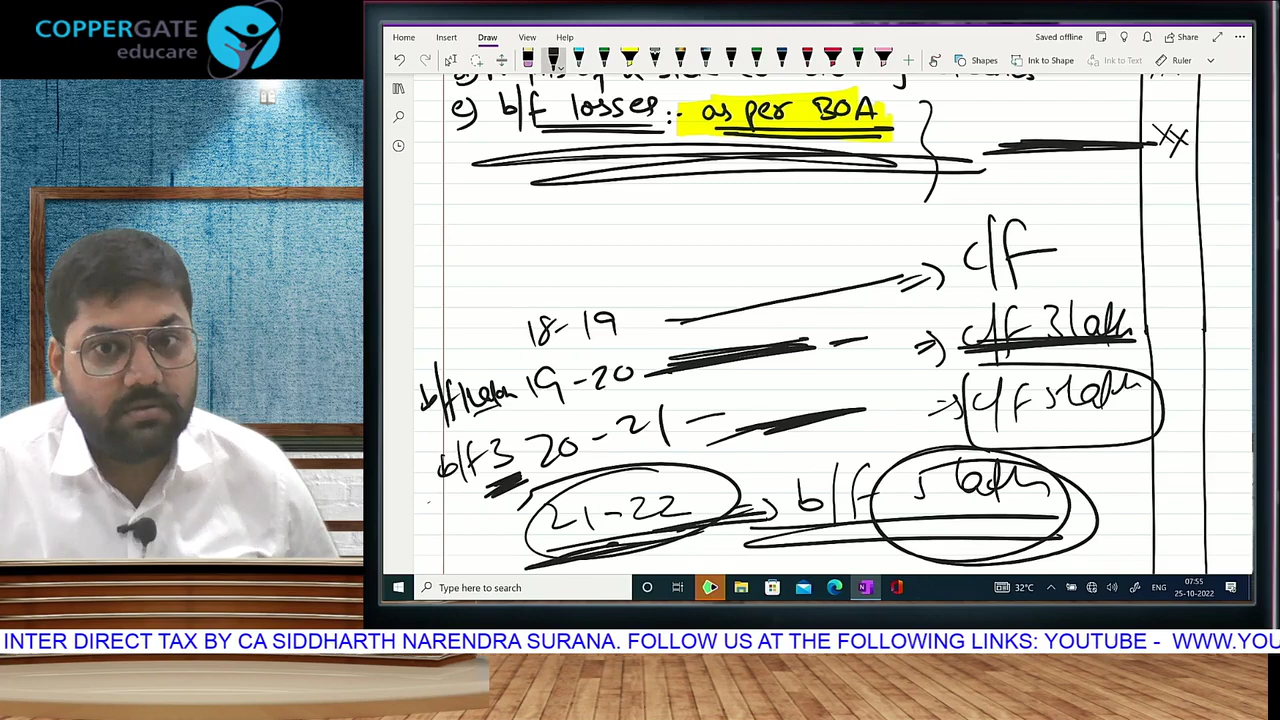 COPPERGATE
educare
Home Insert Draw View Help
Saved offline Share
Shapes Ink to Shape Ink to Text Ruler
e) b/f losses :- as per BOA
XX
c/f
18-19
c/f 3 lakh
b/f 19-20
c/f 5 lakh
b/f 3 20-21
21-22 ⇒ b/f 5 lakh
Type here to search
32°C ENG 07:55
25-10-2022
INTER DIRECT TAX BY CA SIDDHARTH NARENDRA SURANA. FOLLOW US AT THE FOLLOWING LINKS: YOUTUBE - WWW.YOU